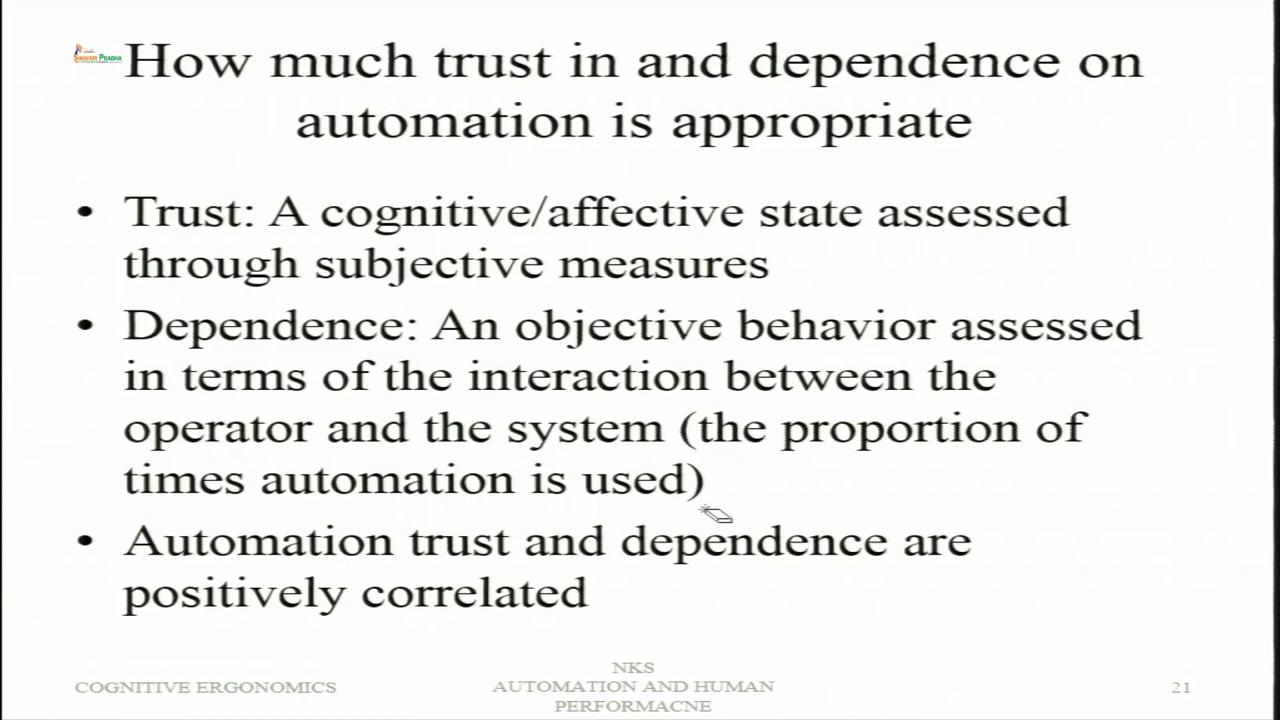 SWAYAM PRABHA
How much trust in and dependence on
automation is appropriate
• Trust: A cognitive/affective state assessed
through subjective measures
• Dependence: An objective behavior assessed
in terms of the interaction between the
operator and the system (the proportion of
times automation is used)
• Automation trust and dependence are
positively correlated
COGNITIVE ERGONOMICS
NKS
AUTOMATION AND HUMAN
PERFORMACNE
21